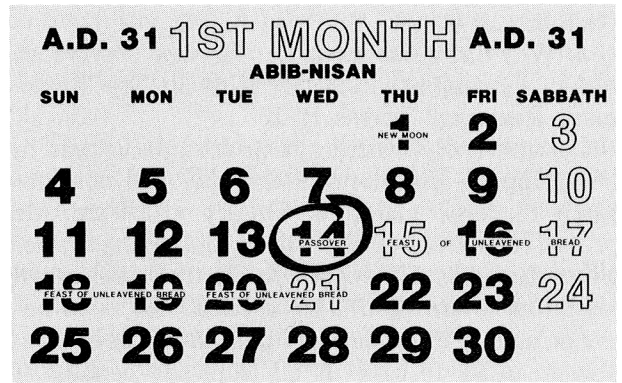 A.D. 31 1ST MONTH A.D. 31
ABIB-NISAN
SUN MON TUE WED THU FRI SABBATH
1 2 3
NEW MOON
4 5 6 7 8 9 10
11 12 13 14 15 16 17
PASSOVER FEAST OF UNLEAVENED BREAD
18 19 20 21 22 23 24
FEAST OF UNLEAVENED BREAD FEAST OF UNLEAVENED BREAD
25 26 27 28 29 30